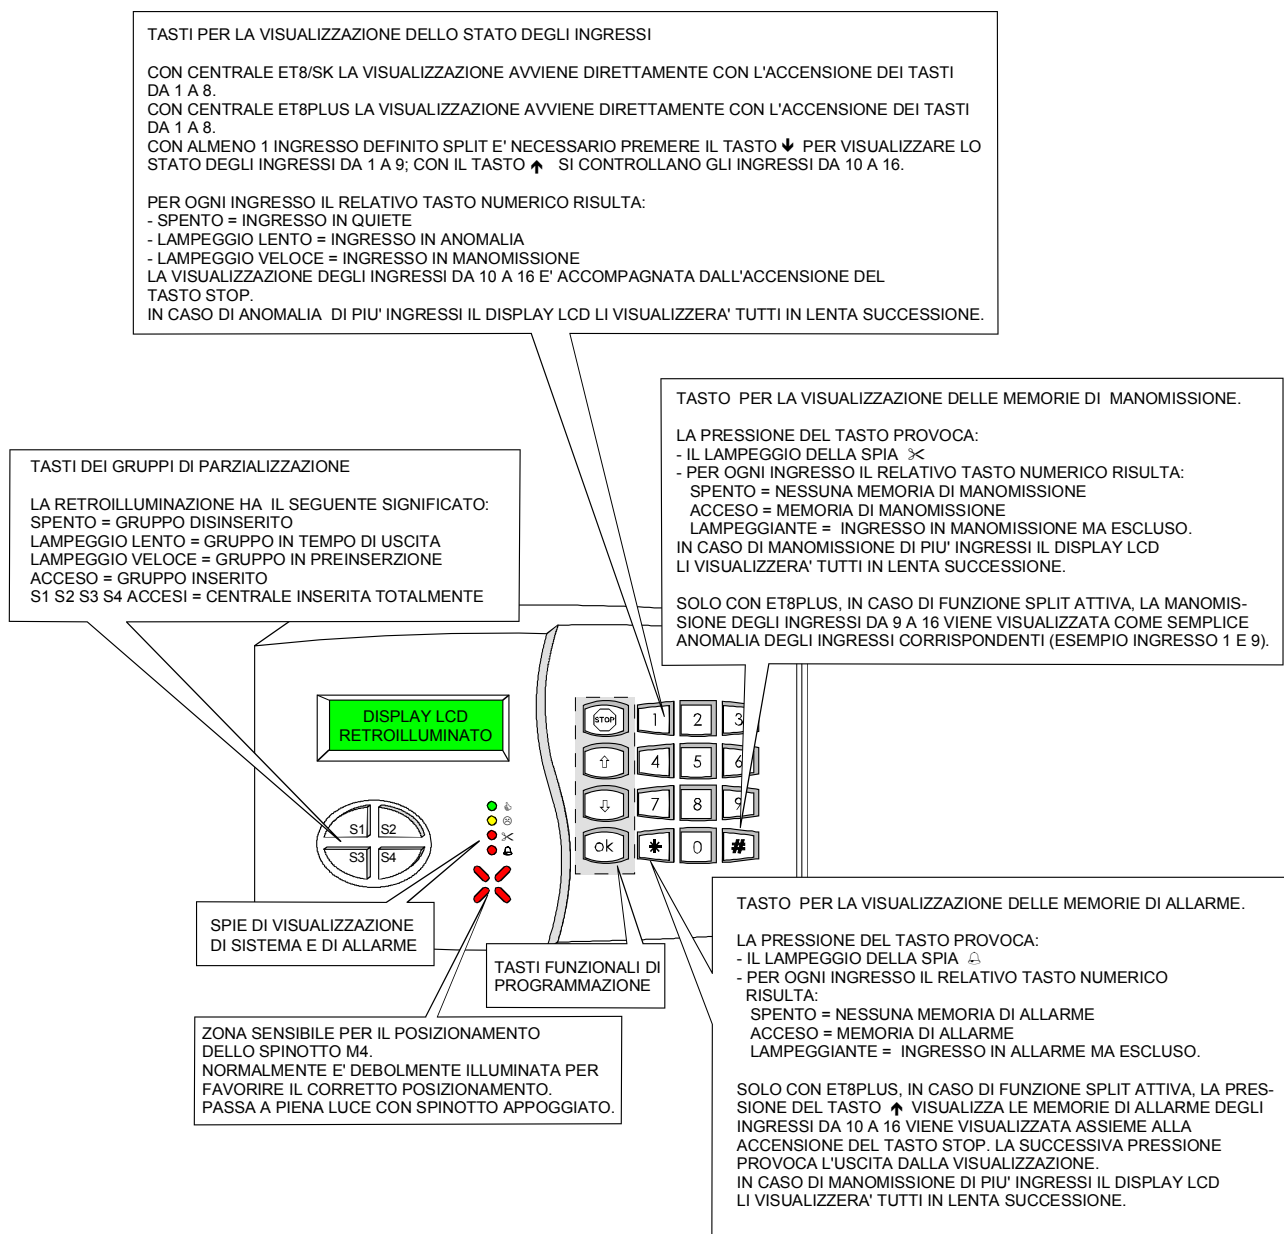 TASTI PER LA VISUALIZZAZIONE DELLO STATO DEGLI INGRESSI
CON CENTRALE ET8/SK LA VISUALIZZAZIONE AVVIENE DIRETTAMENTE CON L'ACCENSIONE DEI TASTI
DA 1 A 8.
CON CENTRALE ET8PLUS LA VISUALIZZAZIONE AVVIENE DIRETTAMENTE CON L'ACCENSIONE DEI TASTI
DA 1 A 8.
CON ALMENO 1 INGRESSO DEFINITO SPLIT E' NECESSARIO PREMERE IL TASTO 🡫 PER VISUALIZZARE LO
STATO DEGLI INGRESSI DA 1 A 9; CON IL TASTO 🡩 SI CONTROLLANO GLI INGRESSI DA 10 A 16.
PER OGNI INGRESSO IL RELATIVO TASTO NUMERICO RISULTA:
- SPENTO = INGRESSO IN QUIETE
- LAMPEGGIO LENTO = INGRESSO IN ANOMALIA
- LAMPEGGIO VELOCE = INGRESSO IN MANOMISSIONE
LA VISUALIZZAZIONE DEGLI INGRESSI DA 10 A 16 E' ACCOMPAGNATA DALL'ACCENSIONE DEL
TASTO STOP.
IN CASO DI ANOMALIA DI PIU' INGRESSI IL DISPLAY LCD LI VISUALIZZERA' TUTTI IN LENTA SUCCESSIONE.
TASTO PER LA VISUALIZZAZIONE DELLE MEMORIE DI MANOMISSIONE.
LA PRESSIONE DEL TASTO PROVOCA:
- IL LAMPEGGIO DELLA SPIA ✂
- PER OGNI INGRESSO IL RELATIVO TASTO NUMERICO RISULTA:
SPENTO = NESSUNA MEMORIA DI MANOMISSIONE
ACCESO = MEMORIA DI MANOMISSIONE
LAMPEGGIANTE = INGRESSO IN MANOMISSIONE MA ESCLUSO.
IN CASO DI MANOMISSIONE DI PIU' INGRESSI IL DISPLAY LCD
LI VISUALIZZERA' TUTTI IN LENTA SUCCESSIONE.
SOLO CON ET8PLUS, IN CASO DI FUNZIONE SPLIT ATTIVA, LA MANOMIS-
SIONE DEGLI INGRESSI DA 9 A 16 VIENE VISUALIZZATA COME SEMPLICE
ANOMALIA DEGLI INGRESSI CORRISPONDENTI (ESEMPIO INGRESSO 1 E 9).
TASTI DEI GRUPPI DI PARZIALIZZAZIONE
LA RETROILLUMINAZIONE HA IL SEGUENTE SIGNIFICATO:
SPENTO = GRUPPO DISINSERITO
LAMPEGGIO LENTO = GRUPPO IN TEMPO DI USCITA
LAMPEGGIO VELOCE = GRUPPO IN PREINSERZIONE
ACCESO = GRUPPO INSERITO
S1 S2 S3 S4 ACCESI = CENTRALE INSERITA TOTALMENTE
DISPLAY LCD
RETROILLUMINATO
STOP 1 2 3
⇧ 4 5 6
⇩ 7 8 9
ok * 0 #
S1 S2
S3 S4
SPIE DI VISUALIZZAZIONE
DI SISTEMA E DI ALLARME
TASTI FUNZIONALI DI
PROGRAMMAZIONE
ZONA SENSIBILE PER IL POSIZIONAMENTO
DELLO SPINOTTO M4.
NORMALMENTE E' DEBOLMENTE ILLUMINATA PER
FAVORIRE IL CORRETTO POSIZIONAMENTO.
PASSA A PIENA LUCE CON SPINOTTO APPOGGIATO.
TASTO PER LA VISUALIZZAZIONE DELLE MEMORIE DI ALLARME.
LA PRESSIONE DEL TASTO PROVOCA:
- IL LAMPEGGIO DELLA SPIA 🔔
- PER OGNI INGRESSO IL RELATIVO TASTO NUMERICO
RISULTA:
SPENTO = NESSUNA MEMORIA DI ALLARME
ACCESO = MEMORIA DI ALLARME
LAMPEGGIANTE = INGRESSO IN ALLARME MA ESCLUSO.
SOLO CON ET8PLUS, IN CASO DI FUNZIONE SPLIT ATTIVA, LA PRES-
SIONE DEL TASTO 🡩 VISUALIZZA LE MEMORIE DI ALLARME DEGLI
INGRESSI DA 10 A 16 VIENE VISUALIZZATA ASSIEME ALLA
ACCENSIONE DEL TASTO STOP. LA SUCCESSIVA PRESSIONE
PROVOCA L'USCITA DALLA VISUALIZZAZIONE.
IN CASO DI MANOMISSIONE DI PIU' INGRESSI IL DISPLAY LCD
LI VISUALIZZERA' TUTTI IN LENTA SUCCESSIONE.